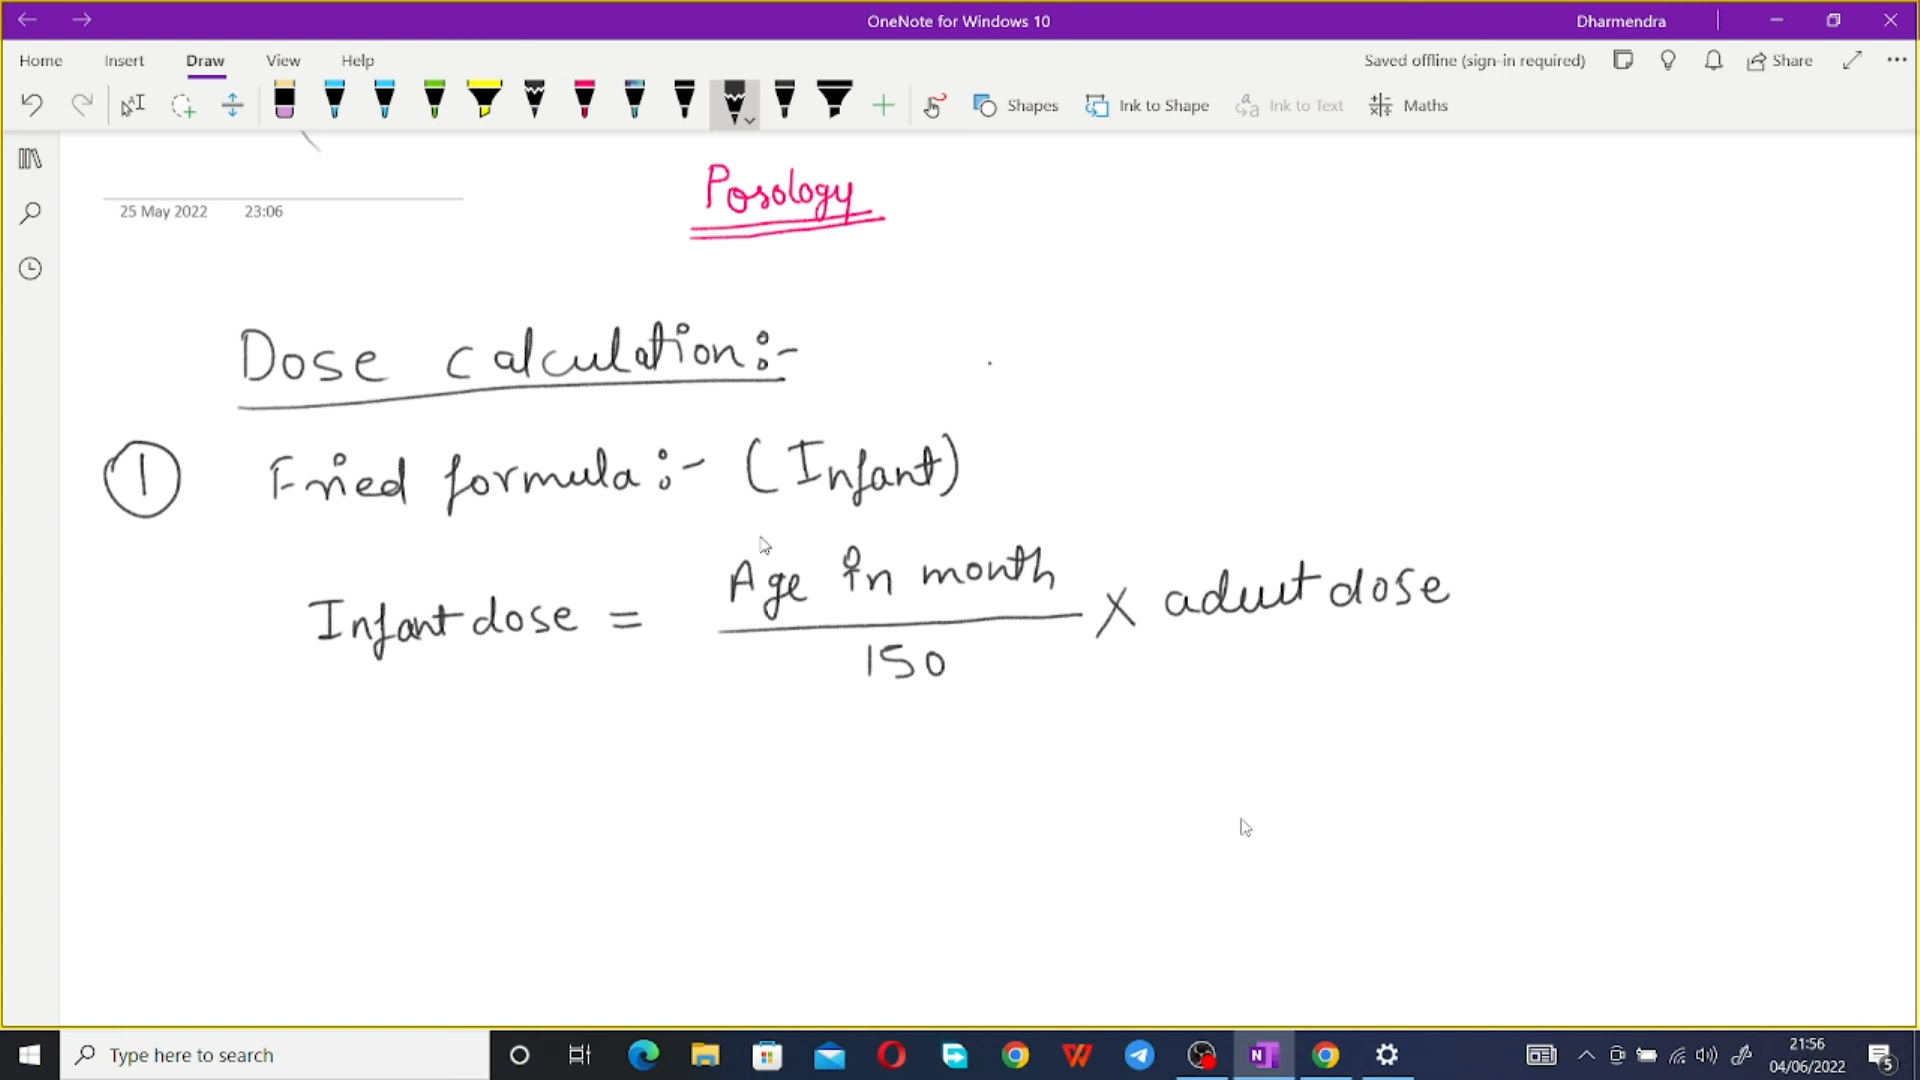 OneNote for Windows 10
Dharmendra
Home Insert Draw View Help
Saved offline (sign-in required)
Share
Shapes
Ink to Shape
Ink to Text
Maths
Posology
25 May 2022 23:06
Dose calculation:-
1 Fried formula:- (Infant)
Infant dose = Age in month × adult dose
150
Type here to search
21:56
04/06/2022
5